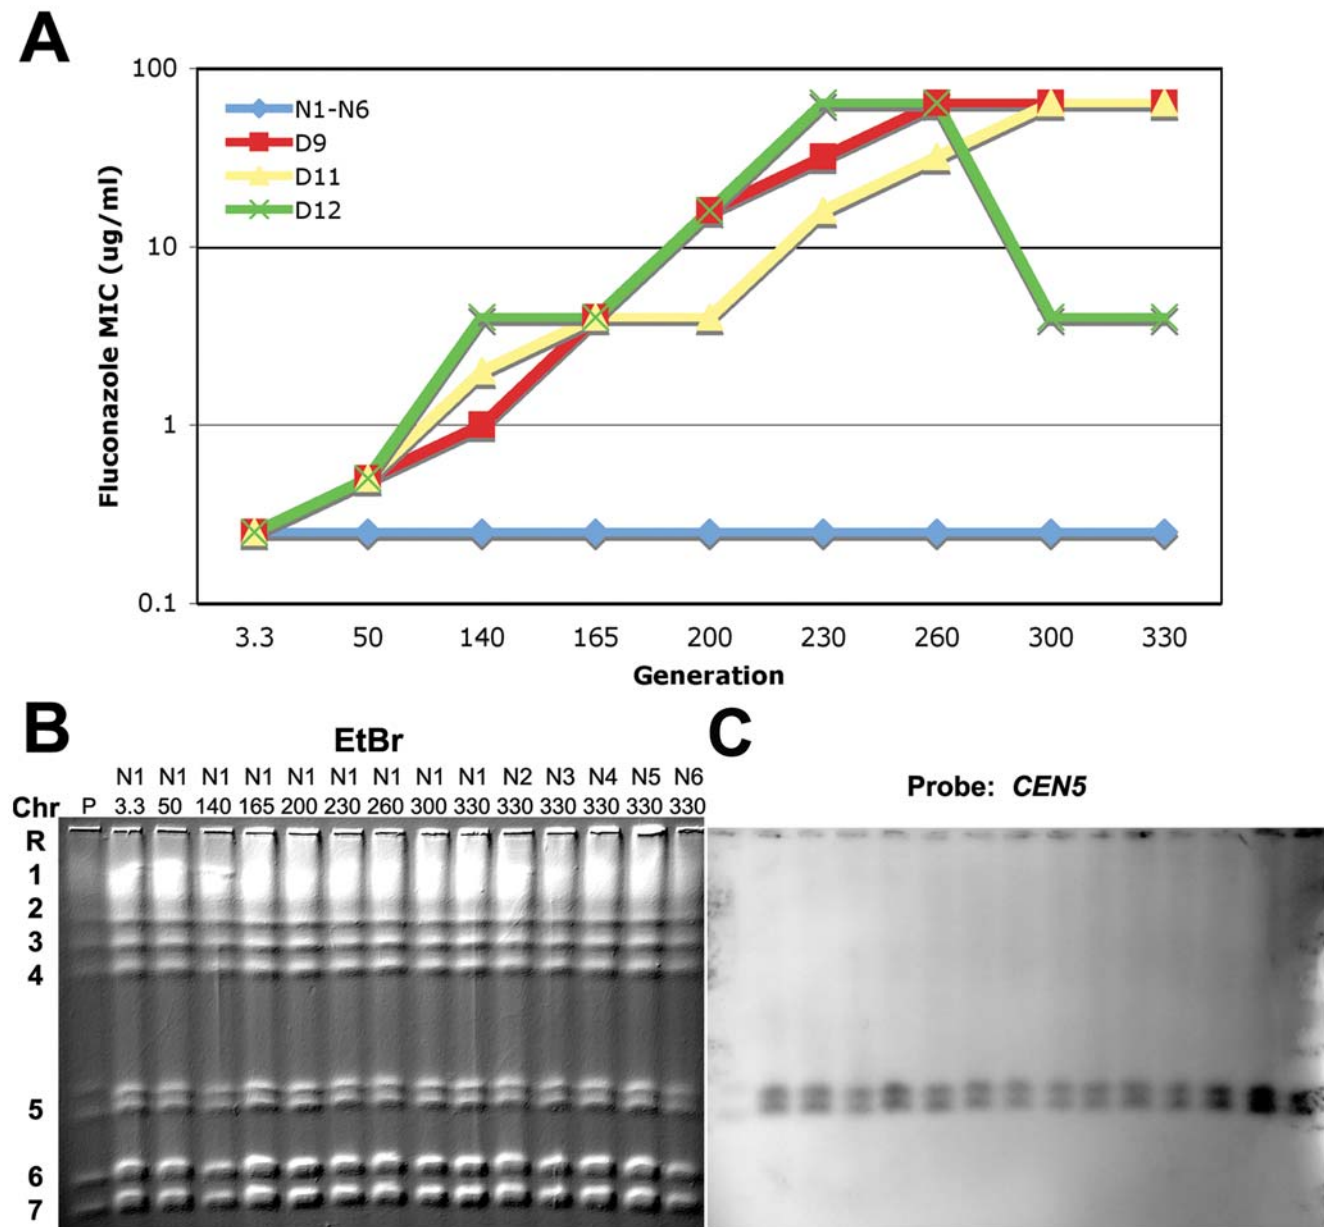 A
Fluconazole MIC (ug/ml)
100
10
1
0.1
N1-N6
D9
D11
D12
3.3 50 140 165 200 230 260 300 330
Generation
B
EtBr
N1 N1 N1 N1 N1 N1 N1 N1 N1 N2 N3 N4 N5 N6
Chr P 3.3 50 140 165 200 230 260 300 330 330 330 330 330 330
R
1
2
3
4
5
6
7
C
Probe: CEN5